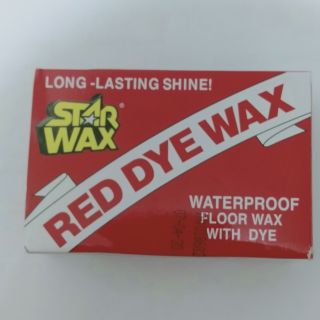 LONG-LASTING SHINE!
STAR®
WAX
RED DYE WAX
WATERPROOF
FLOOR WAX
WITH DYE